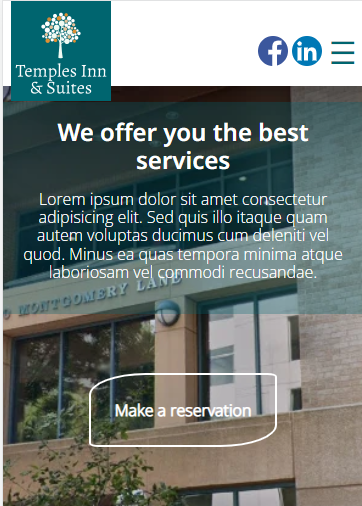 Temples Inn
& Suites
We offer you the best
services
Lorem ipsum dolor sit amet consectetur
adipisicing elit. Sed quis illo itaque quam
autem voluptas ducimus cum deleniti vel
quod. Minus ea quas tempora minima atque
laboriosam vel commodi recusandae.
O MONTGOMERY LANE
Make a reservation